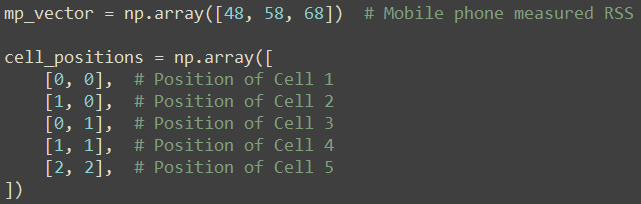 mp_vector = np.array([48, 58, 68])  # Mobile phone measured RSS

cell_positions = np.array([
    [0, 0],  # Position of Cell 1
    [1, 0],  # Position of Cell 2
    [0, 1],  # Position of Cell 3
    [1, 1],  # Position of Cell 4
    [2, 2],  # Position of Cell 5
])